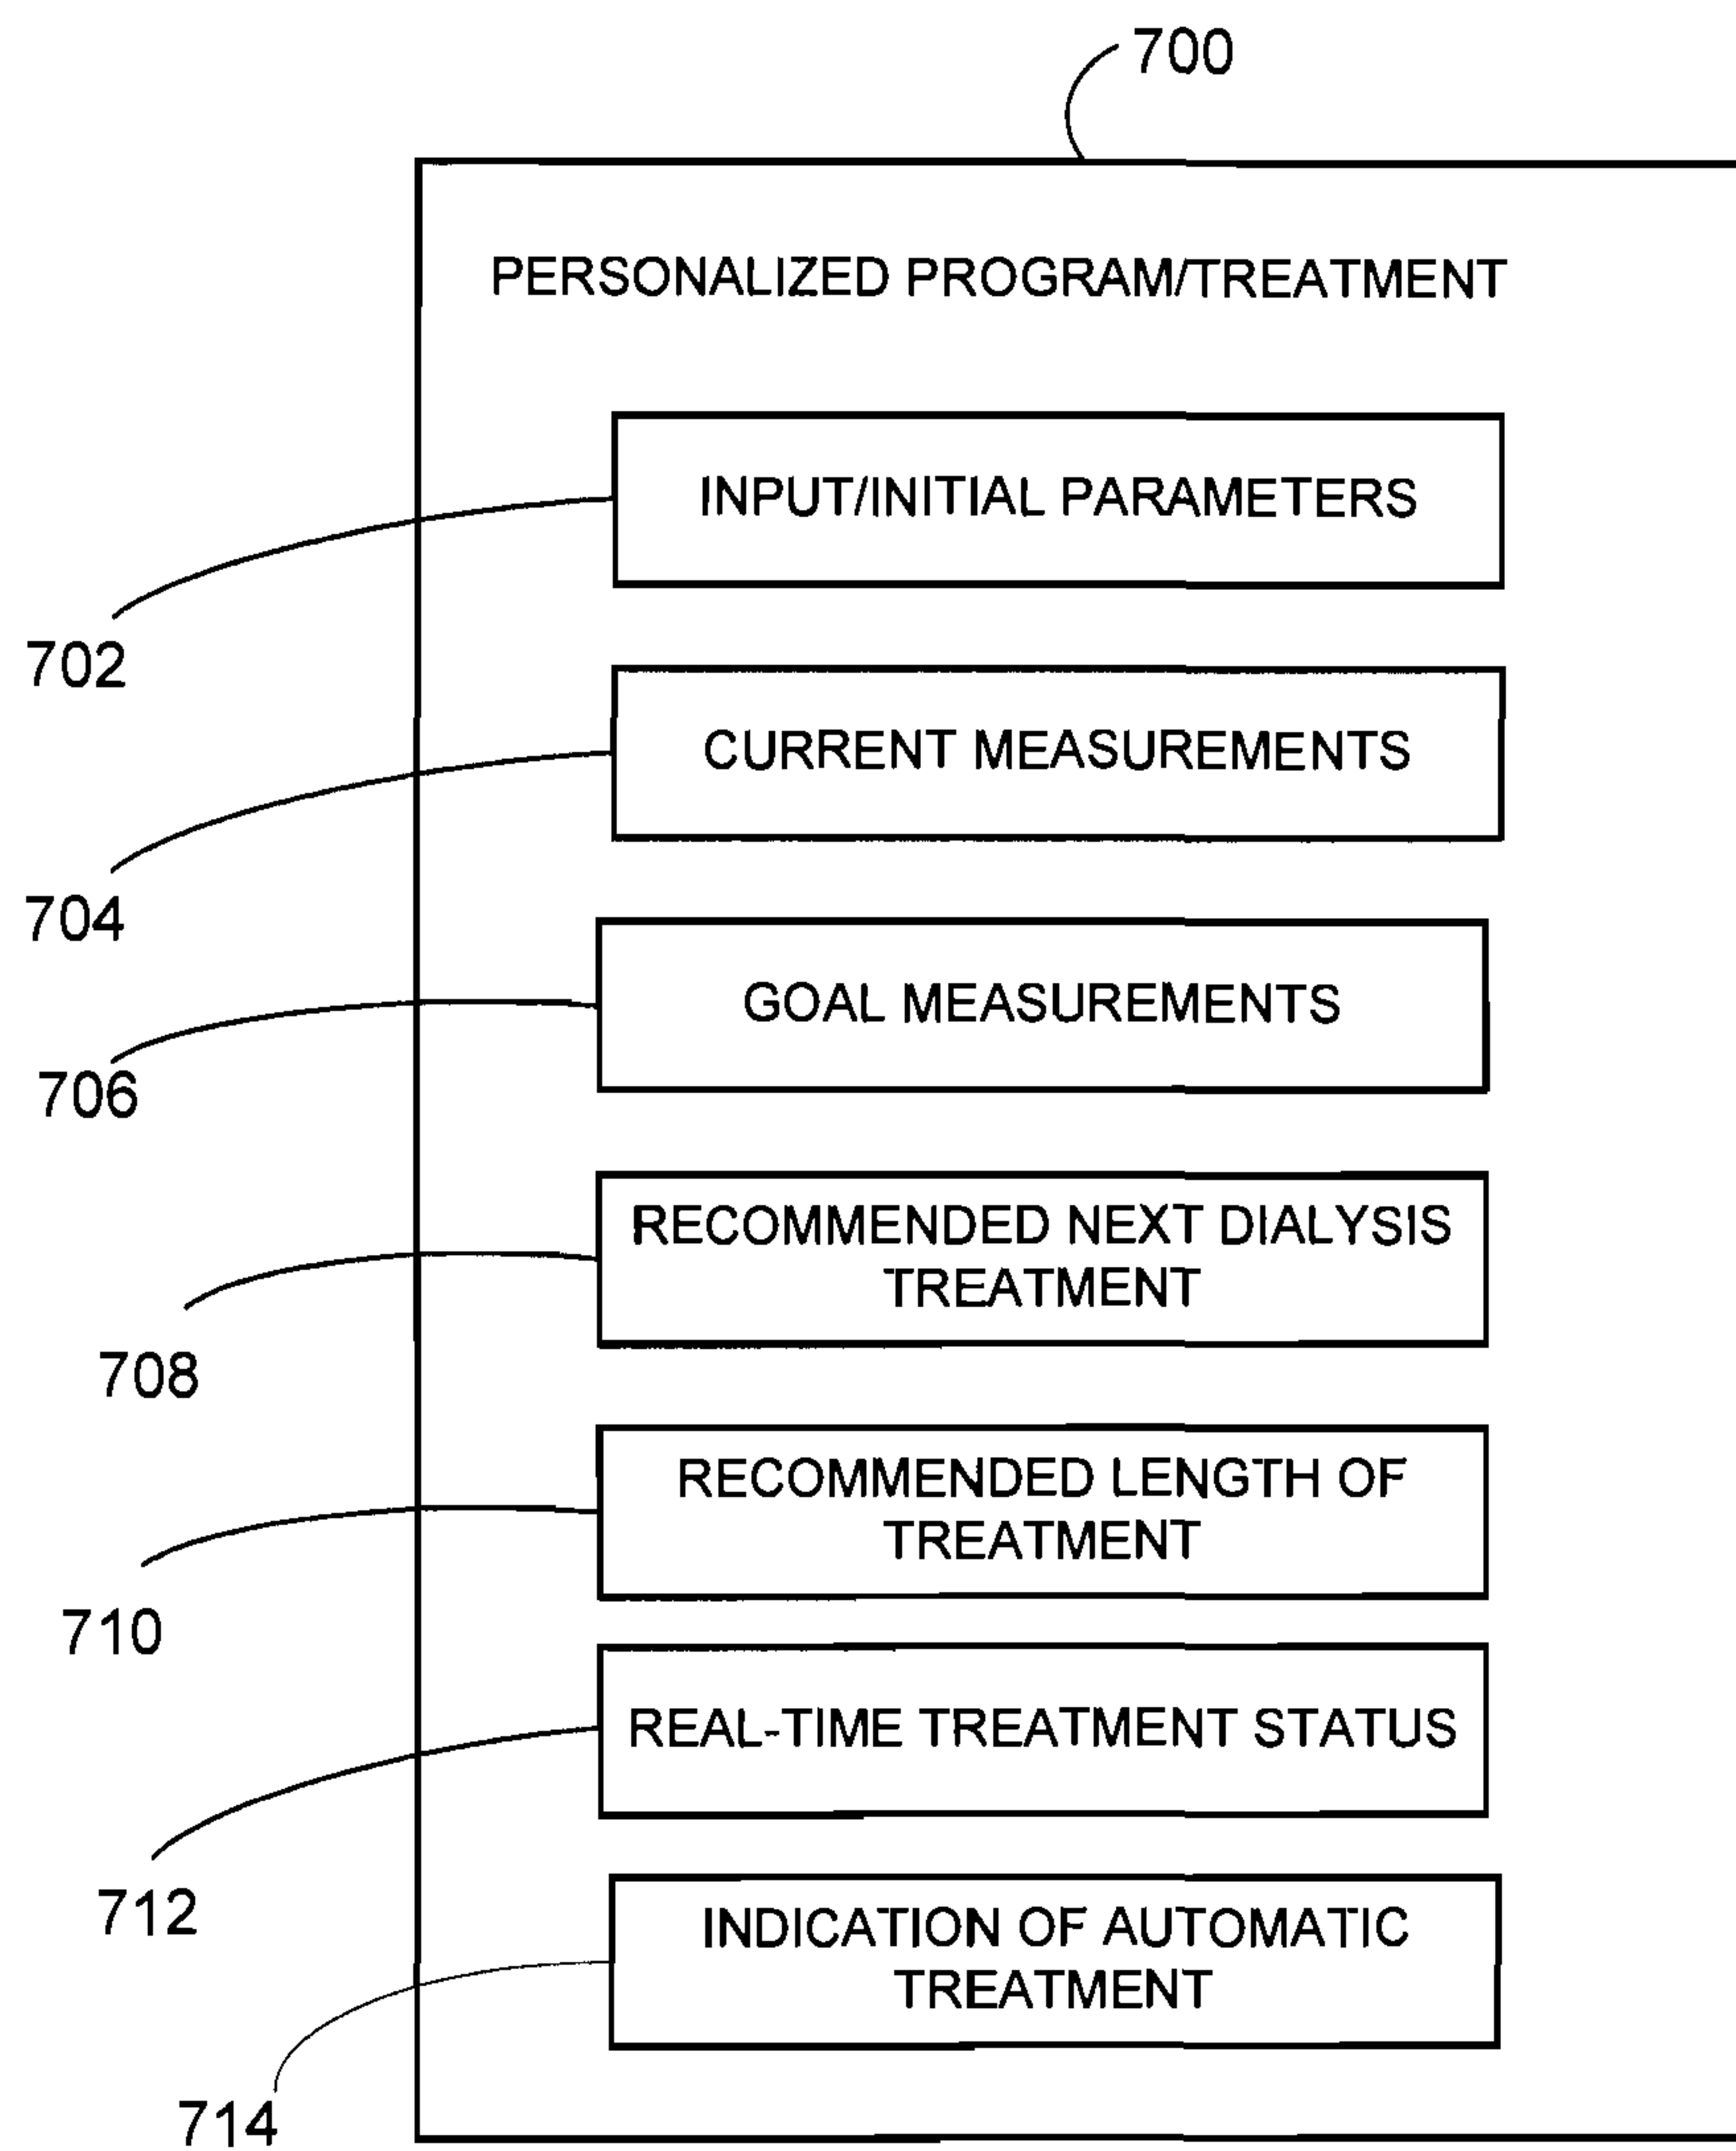 700
PERSONALIZED PROGRAM/TREATMENT
INPUT/INITIAL PARAMETERS
702
CURRENT MEASUREMENTS
704
GOAL MEASUREMENTS
706
RECOMMENDED NEXT DIALYSIS
TREATMENT
708
RECOMMENDED LENGTH OF
TREATMENT
710
REAL-TIME TREATMENT STATUS
712
INDICATION OF AUTOMATIC
TREATMENT
714